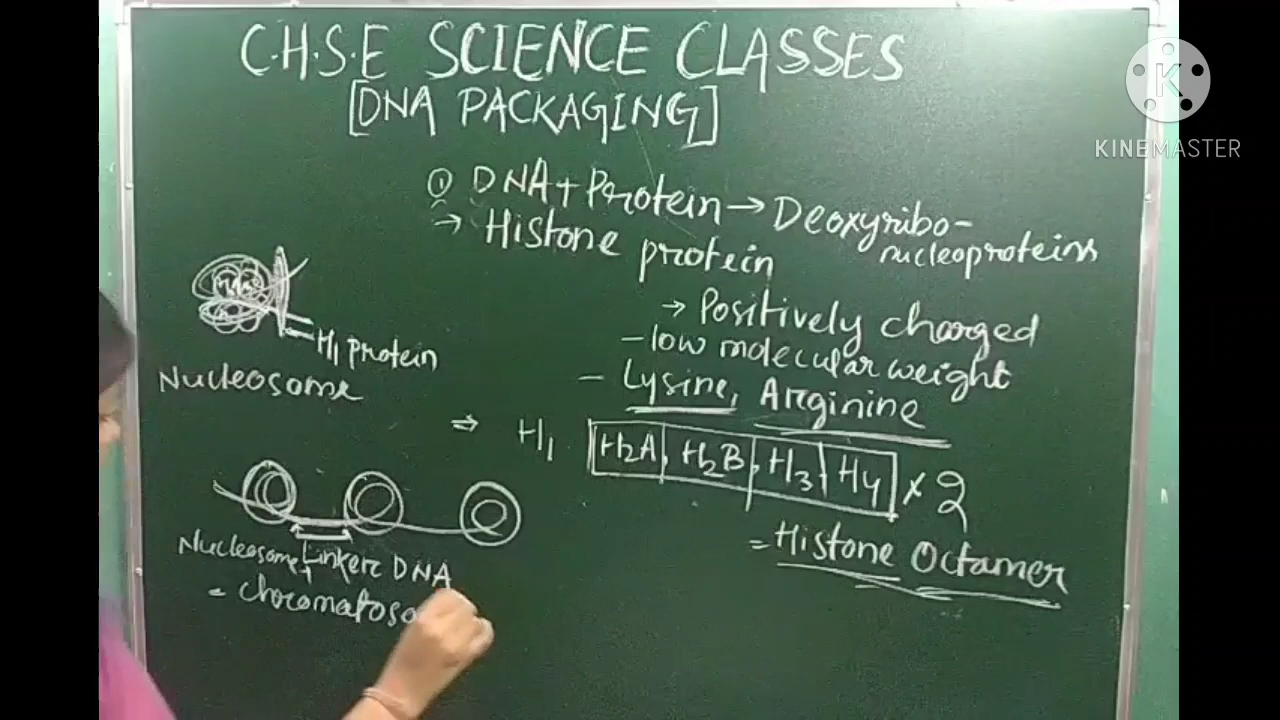 C.H.S.E SCIENCE CLASSES
[DNA PACKAGING]
K
KINEMASTER
① DNA + Protein → Deoxyribo-
nucleoproteins
→ Histone protein
→ Positively charged
- low molecular weight
- Lysine, Arginine
⇒ H1 H2A, H2B, H3, H4 × 2
= Histone Octamer
H1 protein
Nucleosome
Nucleosome + Linker DNA
= Chromatoso